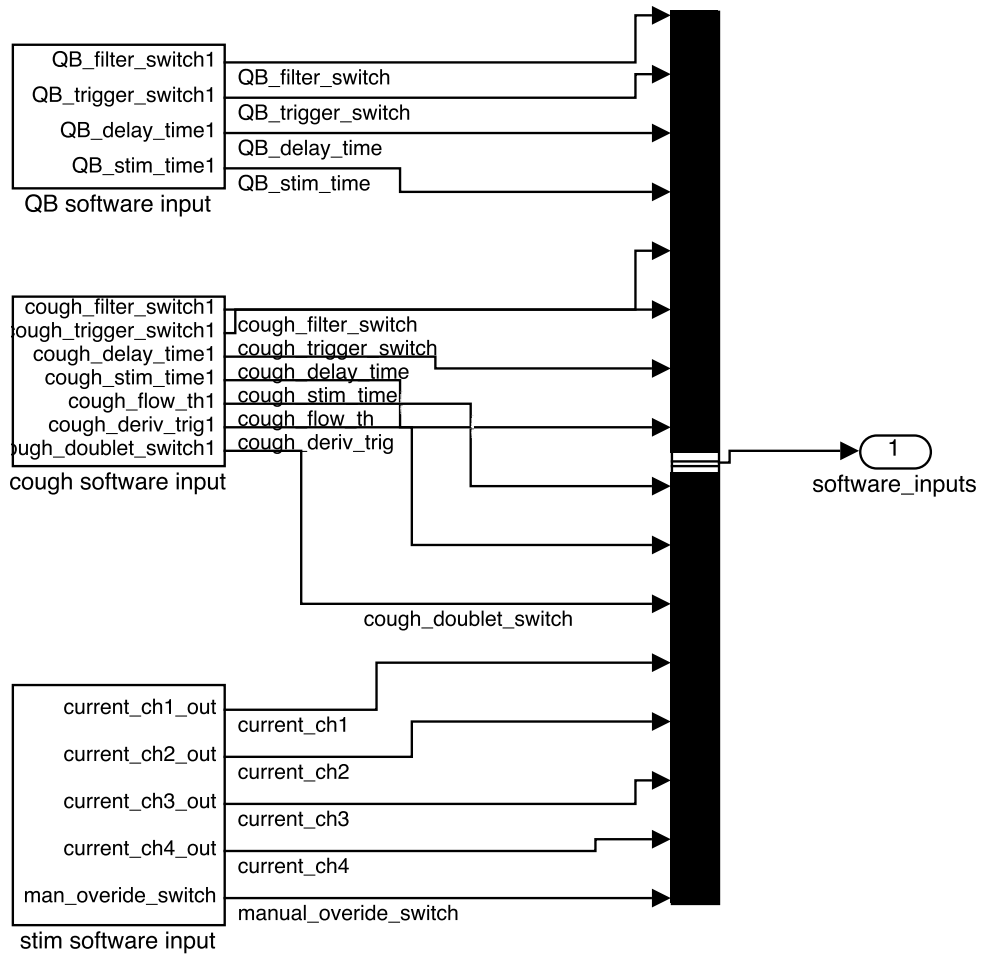 QB_filter_switch1
QB_trigger_switch1
QB_delay_time1
QB_stim_time1
QB software input
QB_filter_switch
QB_trigger_switch
QB_delay_time
QB_stim_time
cough_filter_switch1
cough_trigger_switch1
cough_delay_time1
cough_stim_time1
cough_flow_th1
cough_deriv_trig1
ough_doublet_switch1
cough software input
cough_filter_switch
cough_trigger_switch
cough_delay_time
cough_stim_time
cough_flow_th
cough_deriv_trig
cough_doublet_switch
1
software_inputs
current_ch1_out
current_ch2_out
current_ch3_out
current_ch4_out
man_overide_switch
stim software input
current_ch1
current_ch2
current_ch3
current_ch4
manual_overide_switch